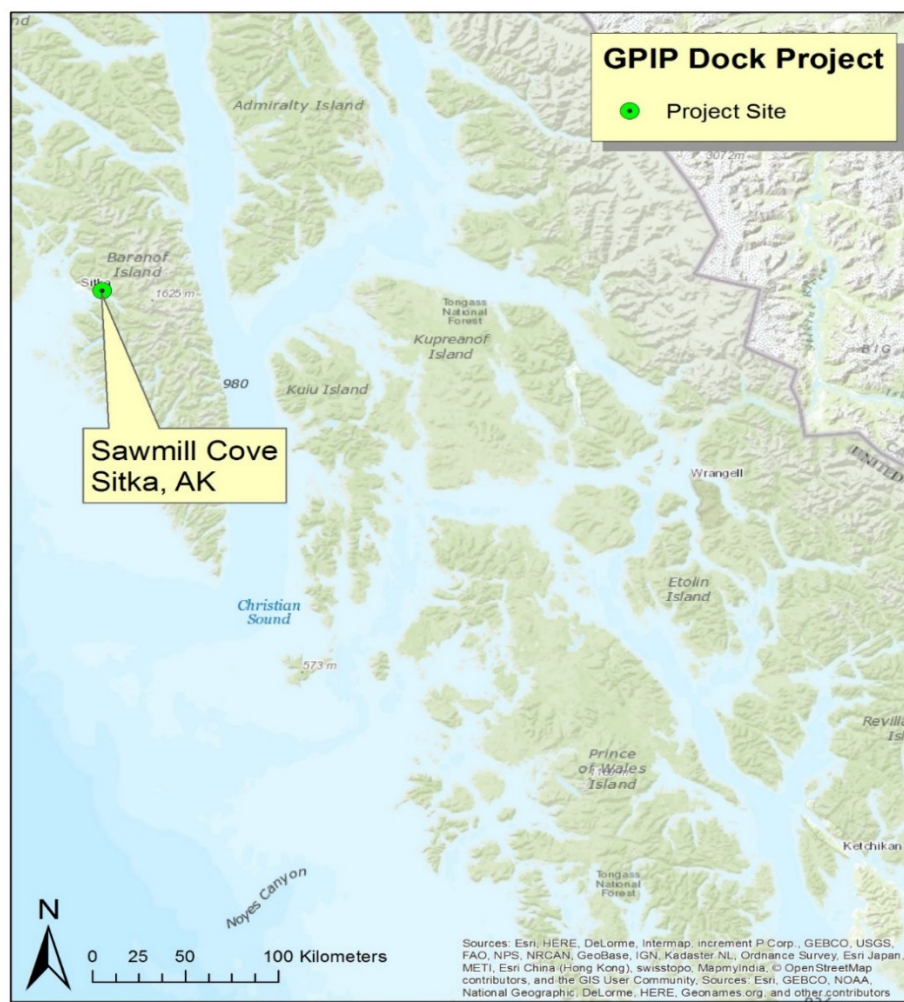 GPIP Dock Project
Project Site
3072 m
Admiralty Island
Baranof
Island
Sitka
1625 m
Tongass
National
Forest
Kupreanof
Island
980
Kuiu Island
Sawmill Cove
Sitka, AK
UNITED
Wrangell
Etolin
Island
Christian
Sound
573 m
Prince
of Wales
Island
Ketchikan
Noyes Canyon
Tongass
National
Forest
N
0 25 50 100 Kilometers
Sources: Esri, HERE, DeLorme, Intermap, increment P Corp., GEBCO, USGS,
FAO, NPS, NRCAN, GeoBase, IGN, Kadaster NL, Ordnance Survey, Esri Japan,
METI, Esri China (Hong Kong), swisstopo, MapmyIndia, © OpenStreetMap
contributors, and the GIS User Community, Sources: Esri, GEBCO, NOAA,
National Geographic, DeLorme, HERE, Geonames.org, and other contributors